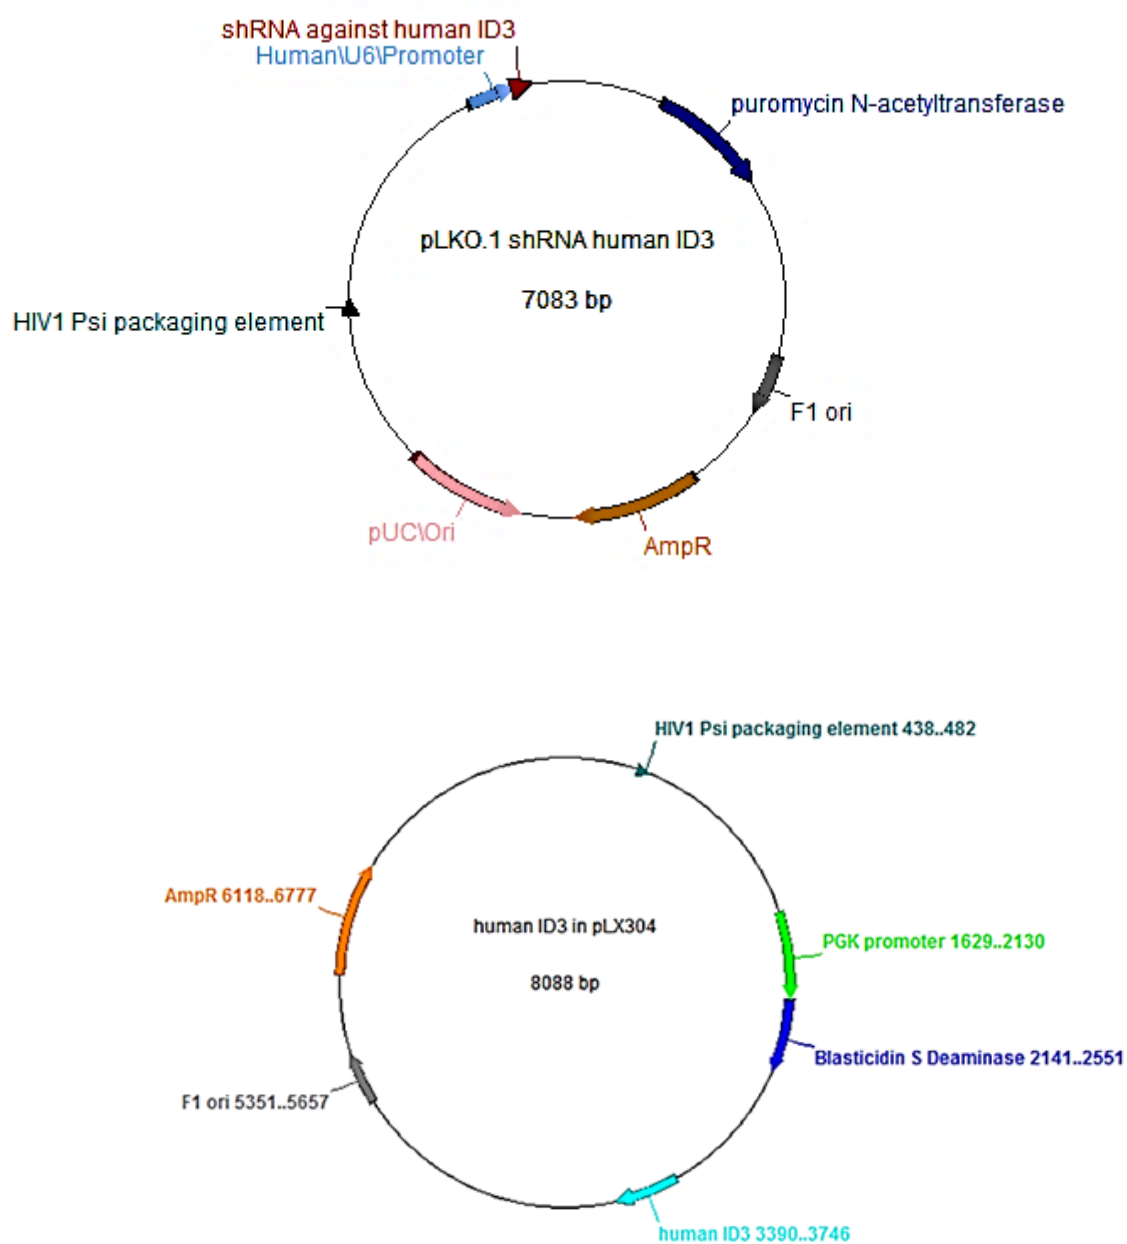 shRNA against human ID3
Human\U6\Promoter
puromycin N-acetyltransferase
pLKO.1 shRNA human ID3
7083 bp
HIV1 Psi packaging element
F1 ori
pUC\Ori
AmpR
HIV1 Psi packaging element 438..482
AmpR 6118..6777
human ID3 in pLX304
PGK promoter 1629..2130
8088 bp
Blasticidin S Deaminase 2141..2551
F1 ori 5351..5657
human ID3 3390..3746